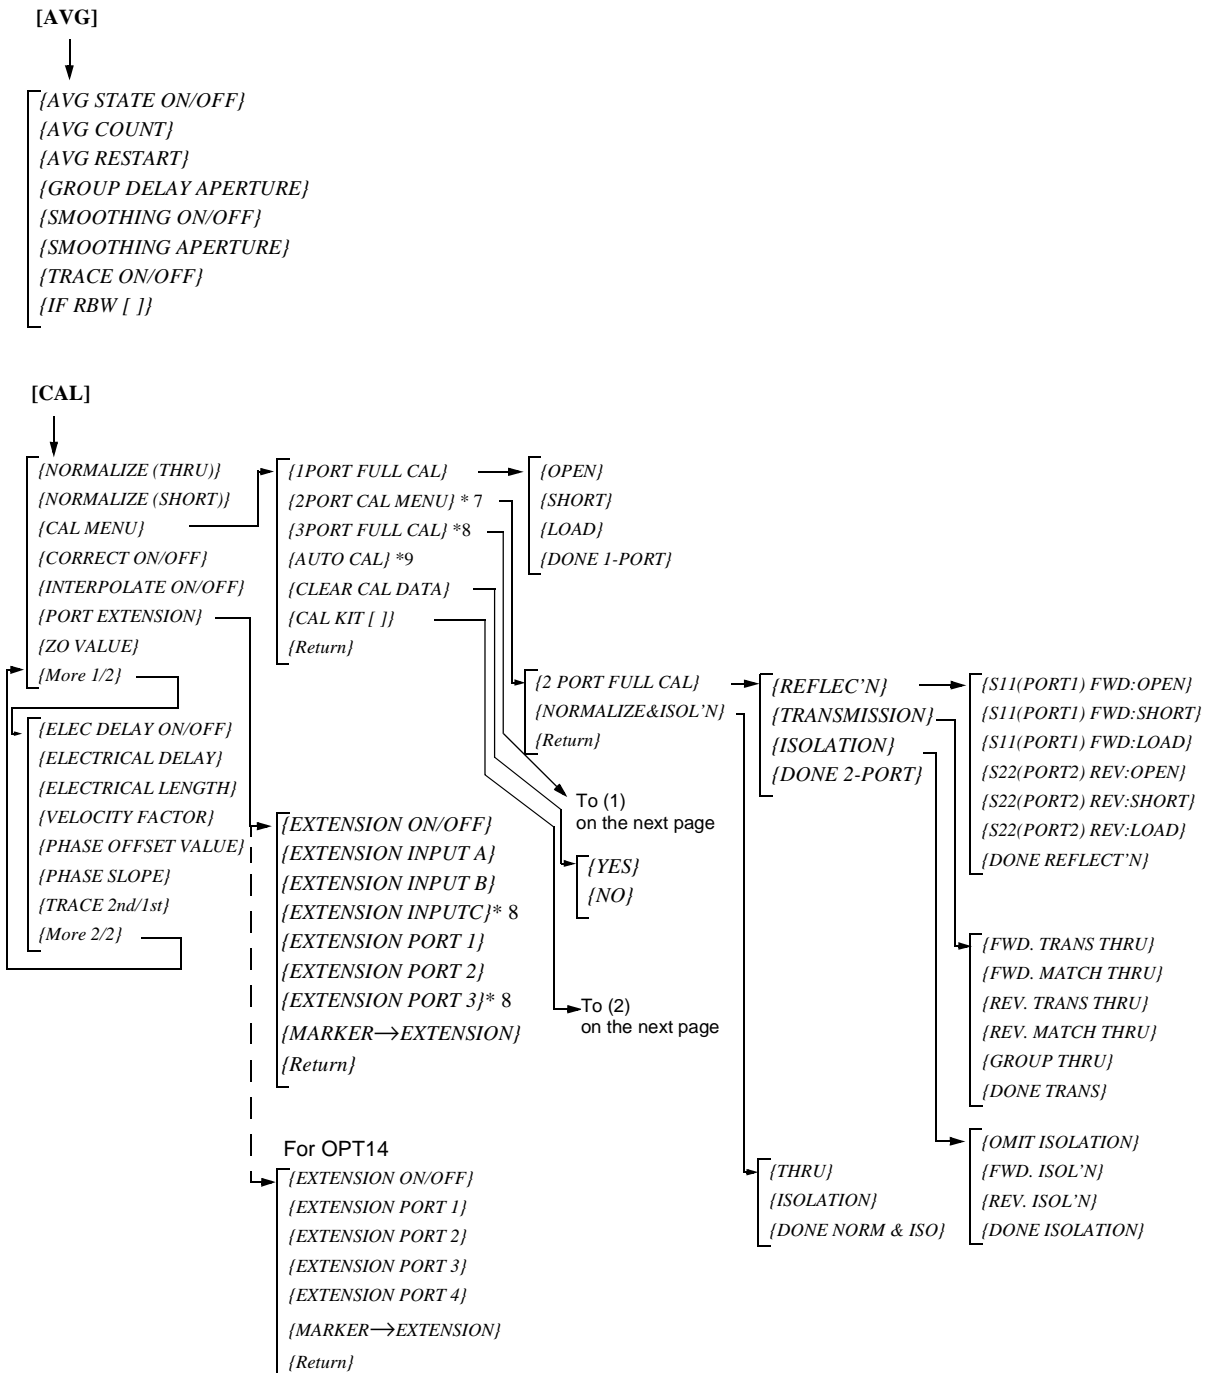 [AVG]
{AVG STATE ON/OFF}
{AVG COUNT}
{AVG RESTART}
{GROUP DELAY APERTURE}
{SMOOTHING ON/OFF}
{SMOOTHING APERTURE}
{TRACE ON/OFF}
{IF RBW [ ]}
[CAL]
{NORMALIZE (THRU)}
{NORMALIZE (SHORT)}
{CAL MENU}
{CORRECT ON/OFF}
{INTERPOLATE ON/OFF}
{PORT EXTENSION}
{ZO VALUE}
{More 1/2}
{ELEC DELAY ON/OFF}
{ELECTRICAL DELAY}
{ELECTRICAL LENGTH}
{VELOCITY FACTOR}
{PHASE OFFSET VALUE}
{PHASE SLOPE}
{TRACE 2nd/1st}
{More 2/2}
{1PORT FULL CAL}
{2PORT CAL MENU} * 7
{3PORT FULL CAL} *8
{AUTO CAL} *9
{CLEAR CAL DATA}
{CAL KIT [ ]}
{Return}
{OPEN}
{SHORT}
{LOAD}
{DONE 1-PORT}
{2 PORT FULL CAL}
{NORMALIZE&ISOL'N}
{Return}
{REFLEC'N}
{TRANSMISSION}
{ISOLATION}
{DONE 2-PORT}
{S11(PORT1) FWD:OPEN}
{S11(PORT1) FWD:SHORT}
{S11(PORT1) FWD:LOAD}
{S22(PORT2) REV:OPEN}
{S22(PORT2) REV:SHORT}
{S22(PORT2) REV:LOAD}
{DONE REFLECT'N}
To (1)
on the next page
{YES}
{NO}
{EXTENSION ON/OFF}
{EXTENSION INPUT A}
{EXTENSION INPUT B}
{EXTENSION INPUTC}* 8
{EXTENSION PORT 1}
{EXTENSION PORT 2}
{EXTENSION PORT 3}* 8
{MARKER→EXTENSION}
{Return}
To (2)
on the next page
{FWD. TRANS THRU}
{FWD. MATCH THRU}
{REV. TRANS THRU}
{REV. MATCH THRU}
{GROUP THRU}
{DONE TRANS}
{OMIT ISOLATION}
{FWD. ISOL'N}
{REV. ISOL'N}
{DONE ISOLATION}
{THRU}
{ISOLATION}
{DONE NORM & ISO}
For OPT14
{EXTENSION ON/OFF}
{EXTENSION PORT 1}
{EXTENSION PORT 2}
{EXTENSION PORT 3}
{EXTENSION PORT 4}
{MARKER→EXTENSION}
{Return}